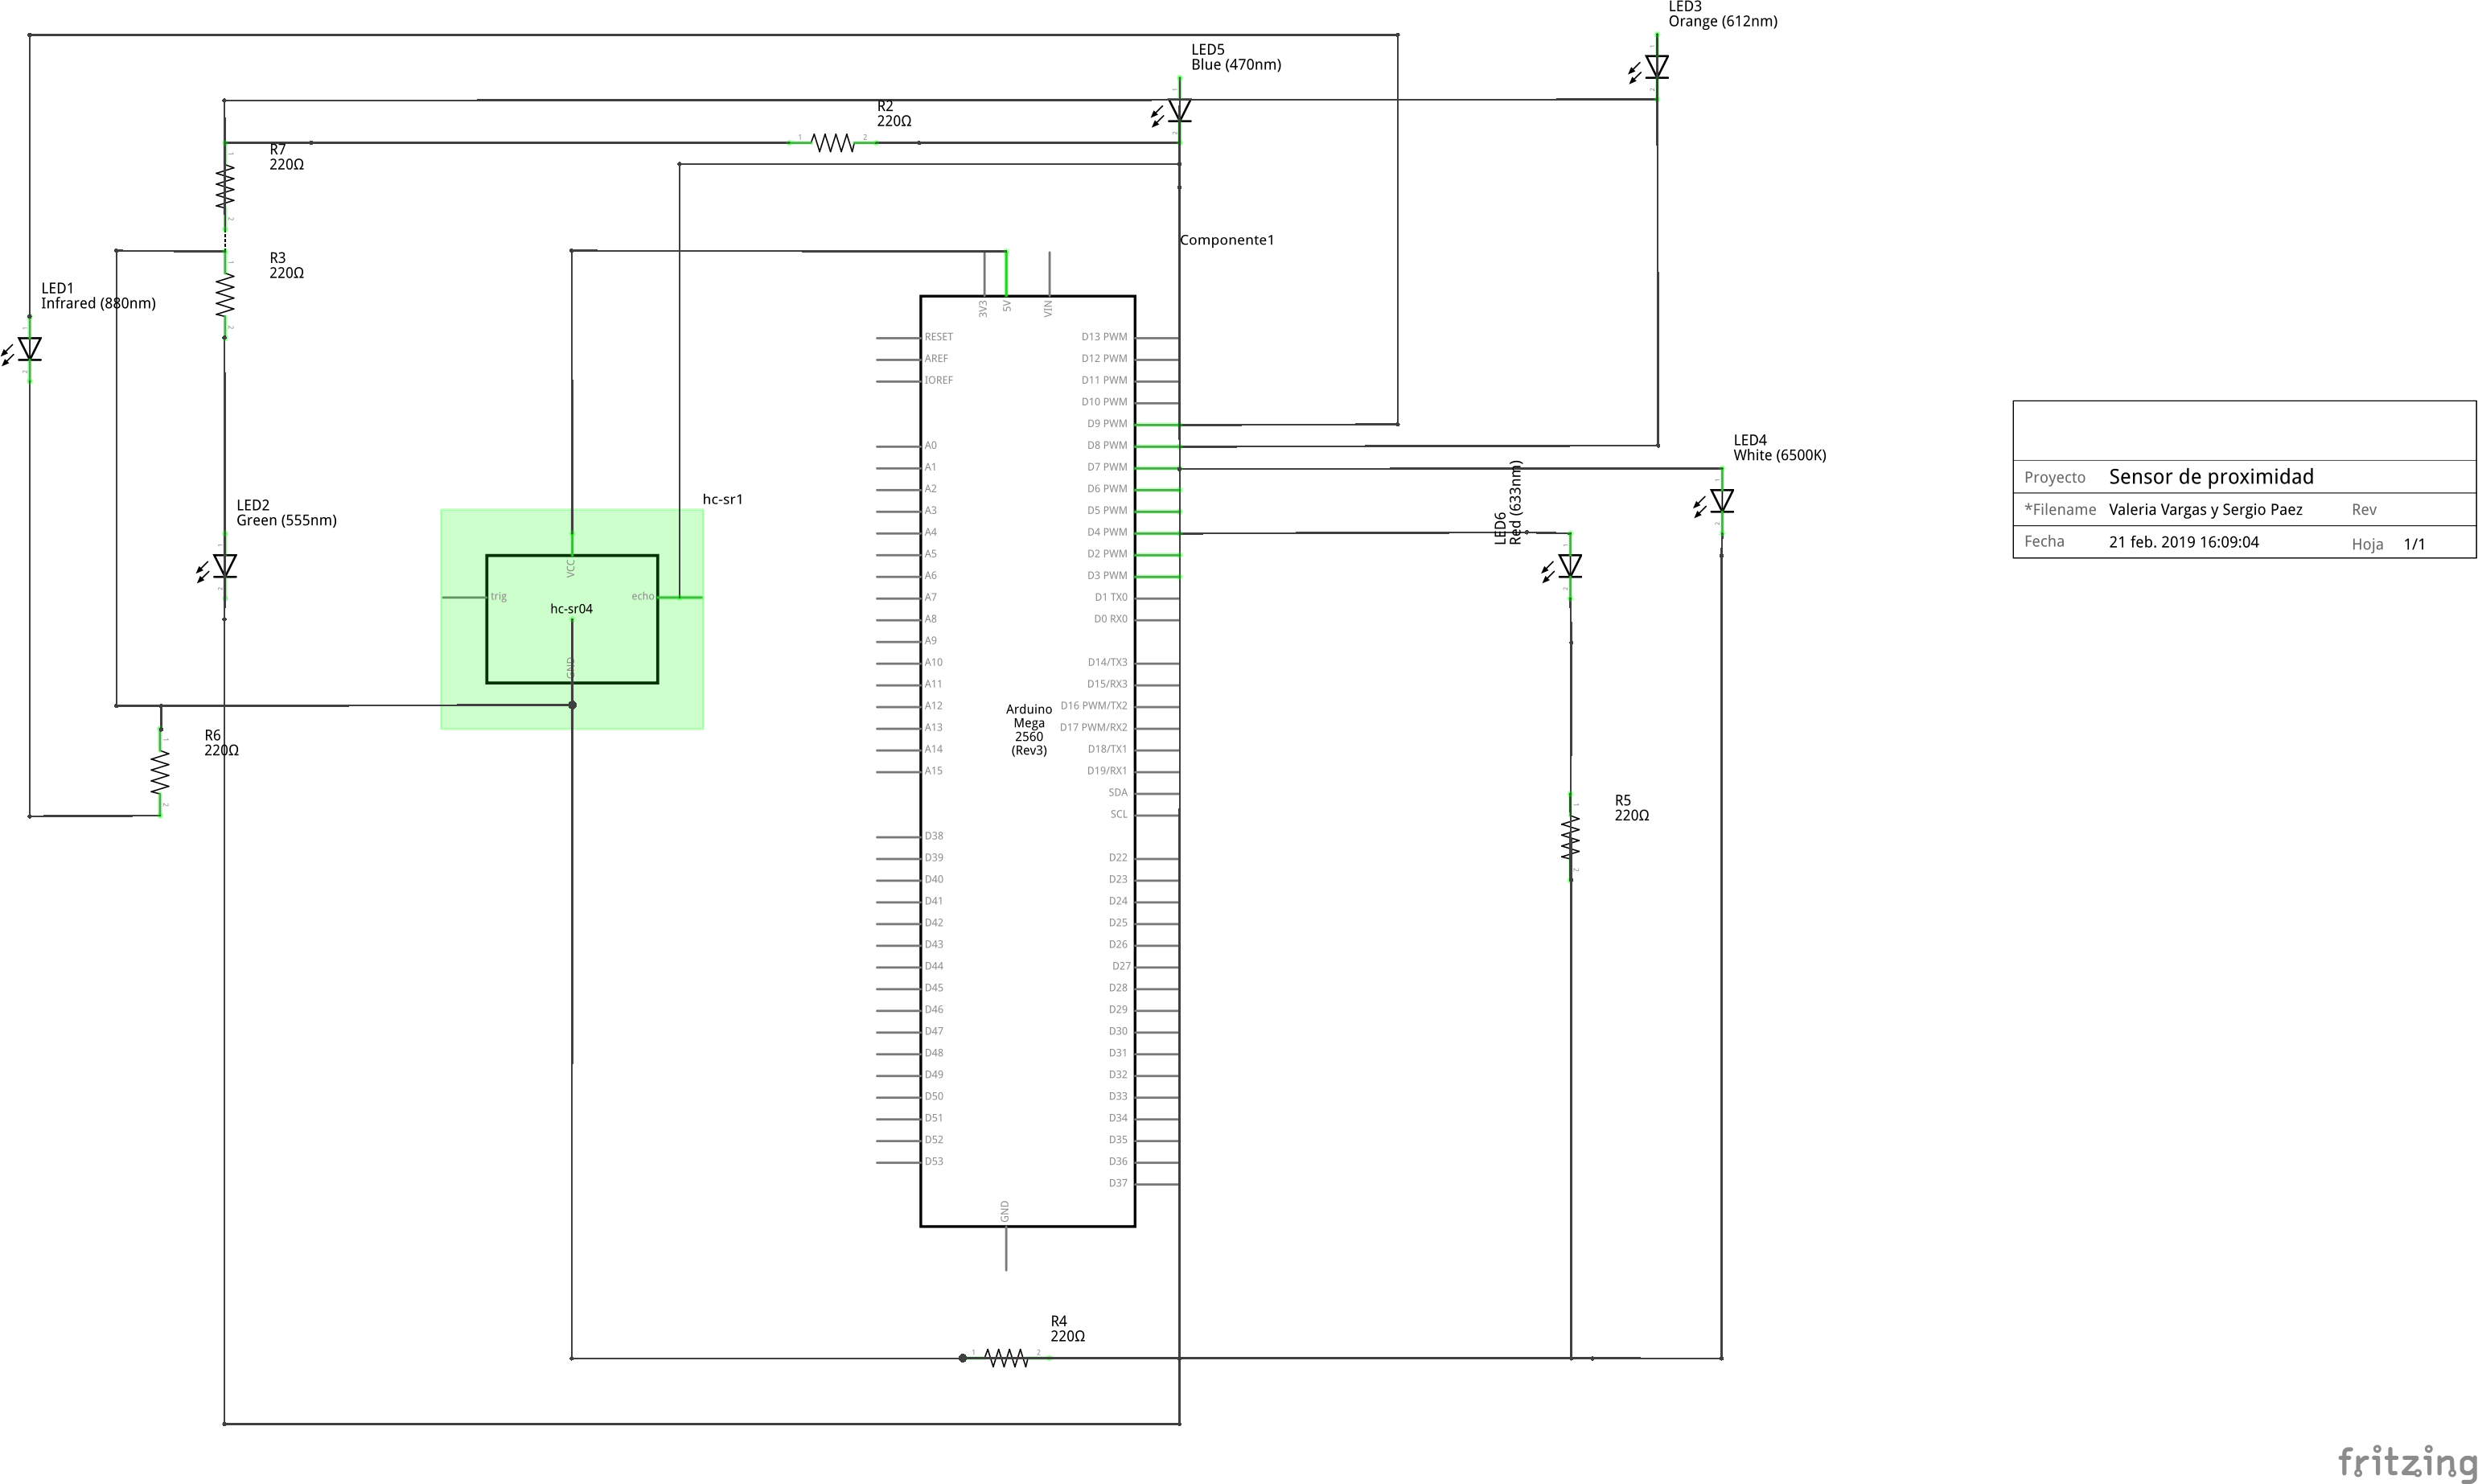 LED3
Orange (612nm)
LED5
Blue (470nm)
R2
220Ω
1
2
R7
220Ω
Componente1
R3
220Ω
LED1
Infrared (880nm)
3V3
5V
VIN
RESET
AREF
IOREF
D13 PWM
D12 PWM
D11 PWM
D10 PWM
D9 PWM
D8 PWM
D7 PWM
D6 PWM
D5 PWM
D4 PWM
D2 PWM
D3 PWM
D1 TX0
D0 RX0
A0
A1
A2
A3
A4
A5
A6
A7
A8
A9
A10
A11
A12
A13
A14
A15
D14/TX3
D15/RX3
D16 PWM/TX2
D17 PWM/RX2
D18/TX1
D19/RX1
SDA
SCL
Arduino
Mega
2560
(Rev3)
D38
D39
D40
D41
D42
D43
D44
D45
D46
D47
D48
D49
D50
D51
D52
D53
D22
D23
D24
D25
D26
D27
D28
D29
D30
D31
D32
D33
D34
D35
D36
D37
GND
LED4
White (6500K)
LED6
Red (633nm)
LED2
Green (555nm)
hc-sr1
VCC
trig
echo
hc-sr04
GND
R6
220Ω
R5
220Ω
R4
220Ω
1
2
Proyecto Sensor de proximidad
*Filename Valeria Vargas y Sergio Paez Rev
Fecha 21 feb. 2019 16:09:04 Hoja 1/1
fritzing